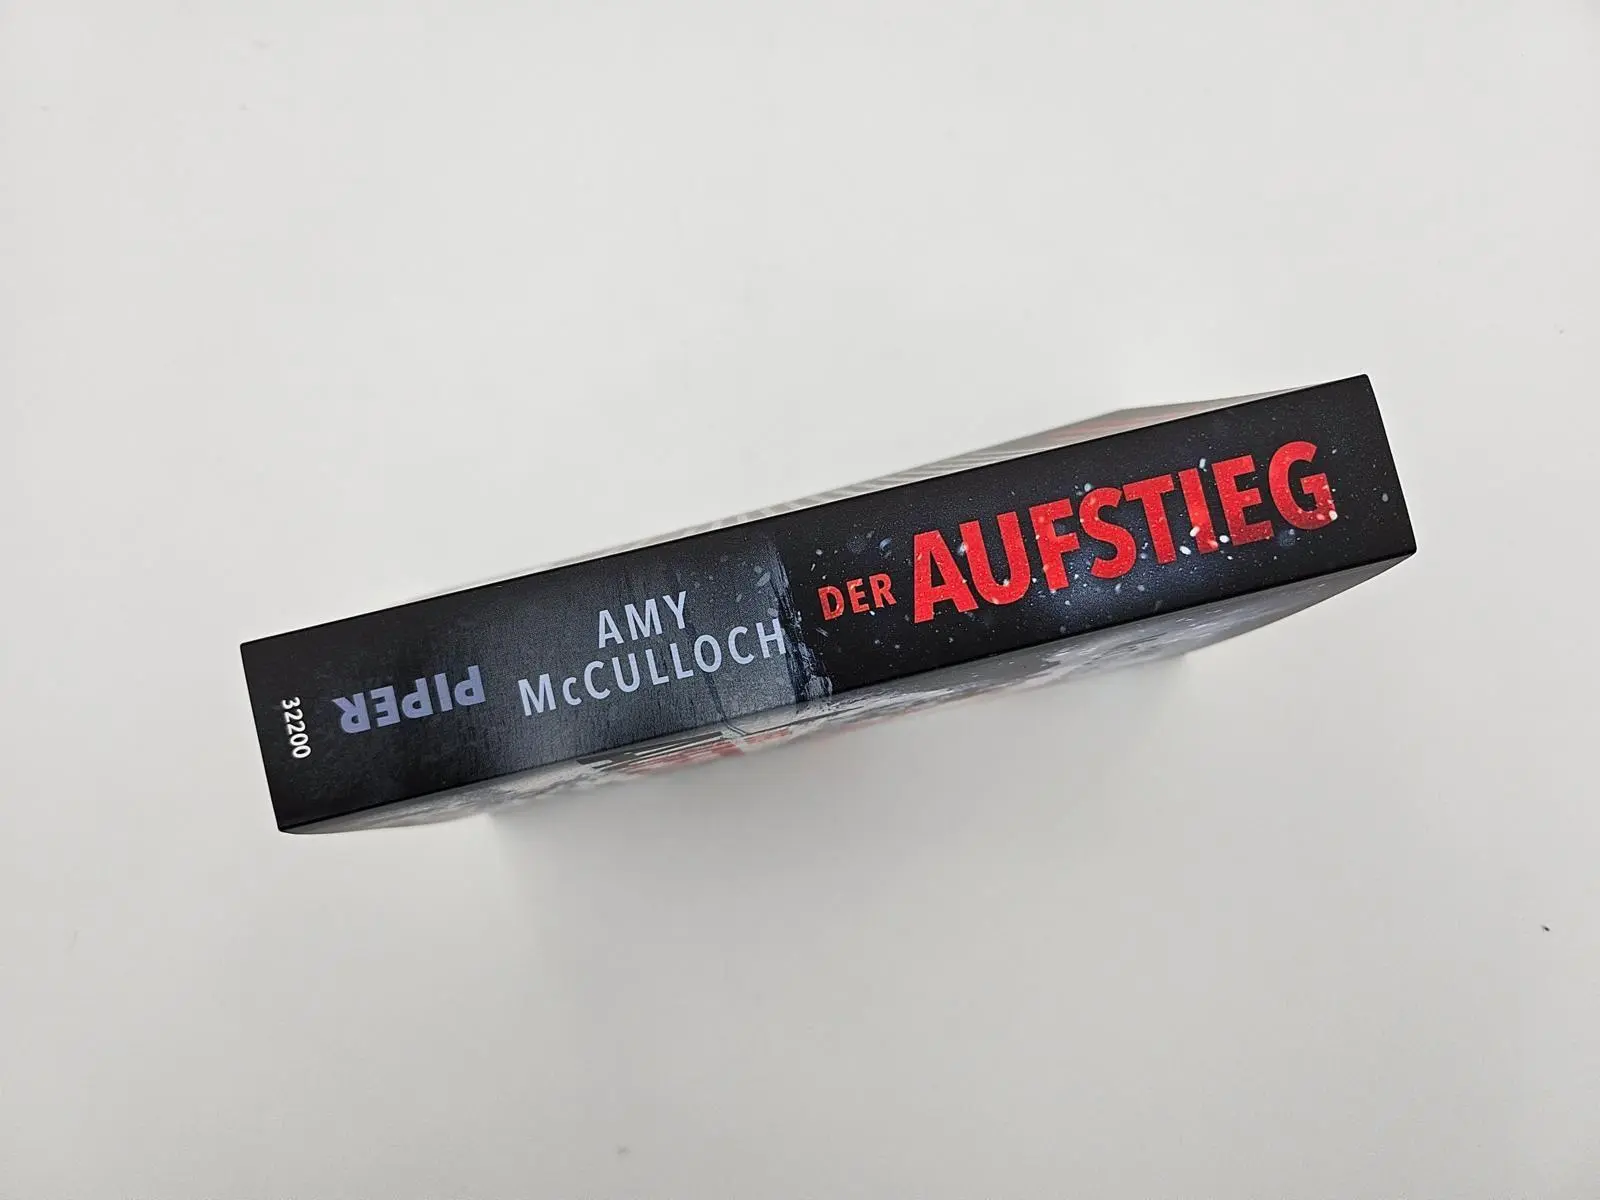 DER AUFSTIEG
AMY
McCULLOCH
PIPER
32200